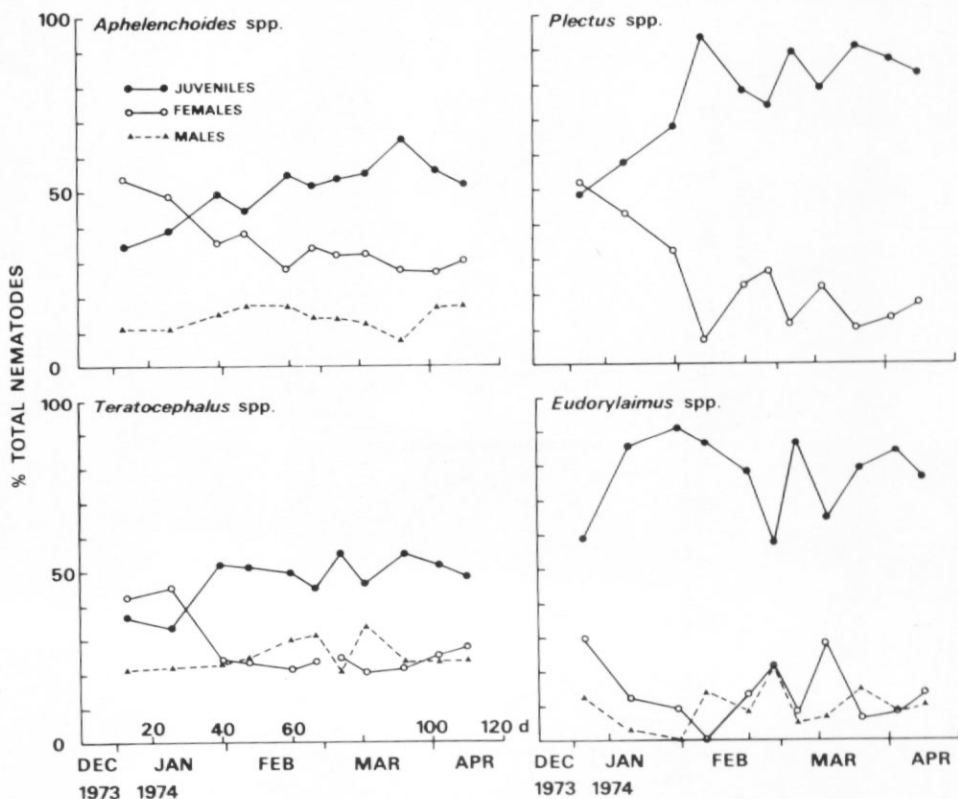 Aphelenchoides spp.
Plectus spp.
100
JUVENILES
FEMALES
MALES
50
0
% TOTAL NEMATODES
Teratocephalus spp.
Eudorylaimus spp.
100
50
0
20 40 60 100 120 d
DEC JAN FEB MAR APR
1973 1974
DEC JAN FEB MAR APR
1973 1974